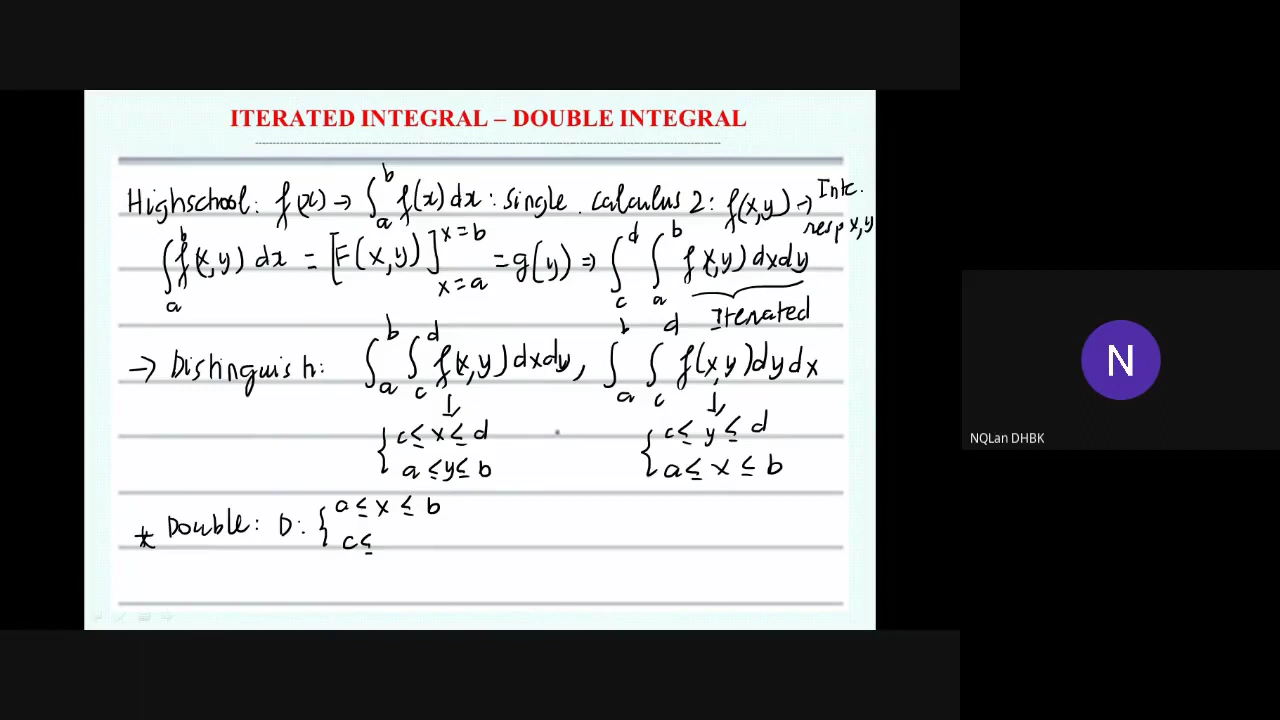 ITERATED INTEGRAL – DOUBLE INTEGRAL
Highschool: f(x) → ∫_a^b f(x) dx : single. Calculus 2: f(x,y) → Inte. resp x,y
∫_a^b f(x,y) dx = [F(x,y)]_{x=a}^{x=b} = g(y) ⇒ ∫_c^d ∫_a^b f(x,y) dxdy
Iterated
→ Distinguish: ∫_a^b ∫_c^d f(x,y) dxdy, ∫_a^b ∫_c^d f(x,y) dydx
↓ ↓
{ c ≤ x ≤ d { c ≤ y ≤ d
a ≤ y ≤ b a ≤ x ≤ b
* Double: D: { a ≤ x ≤ b
c ≤
N
NQLan DHBK